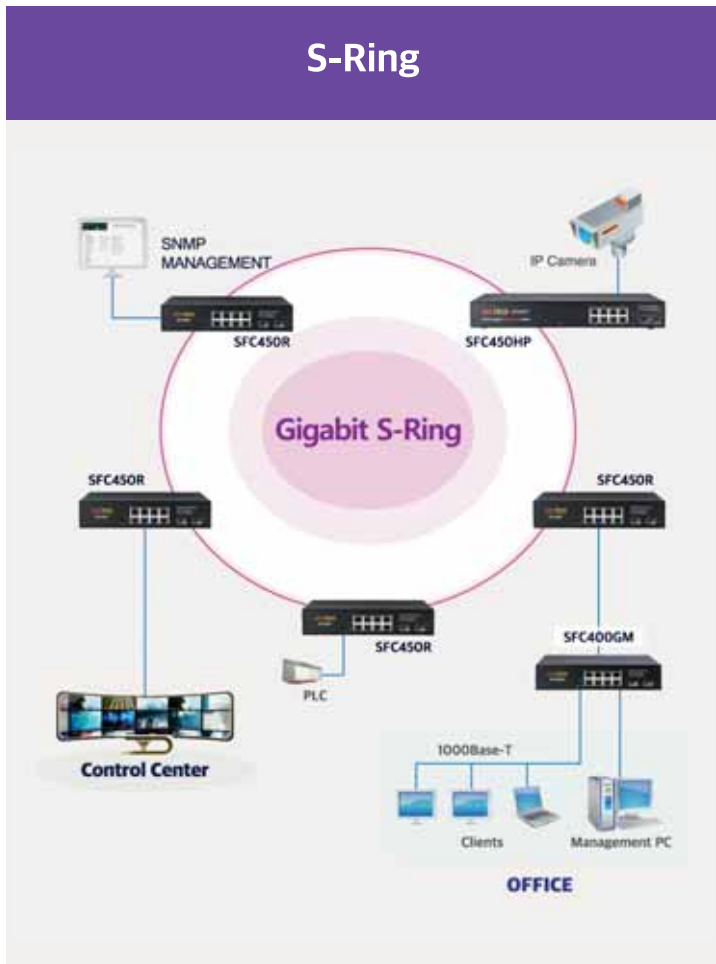 S-Ring
SNMP
MANAGEMENT
IP Camera
SFC450R
SFC450HP
Gigabit S-Ring
SFC450R
SFC450R
SFC450R
SFC400GM
PLC
1000Base-T
Control Center
Clients
Management PC
OFFICE